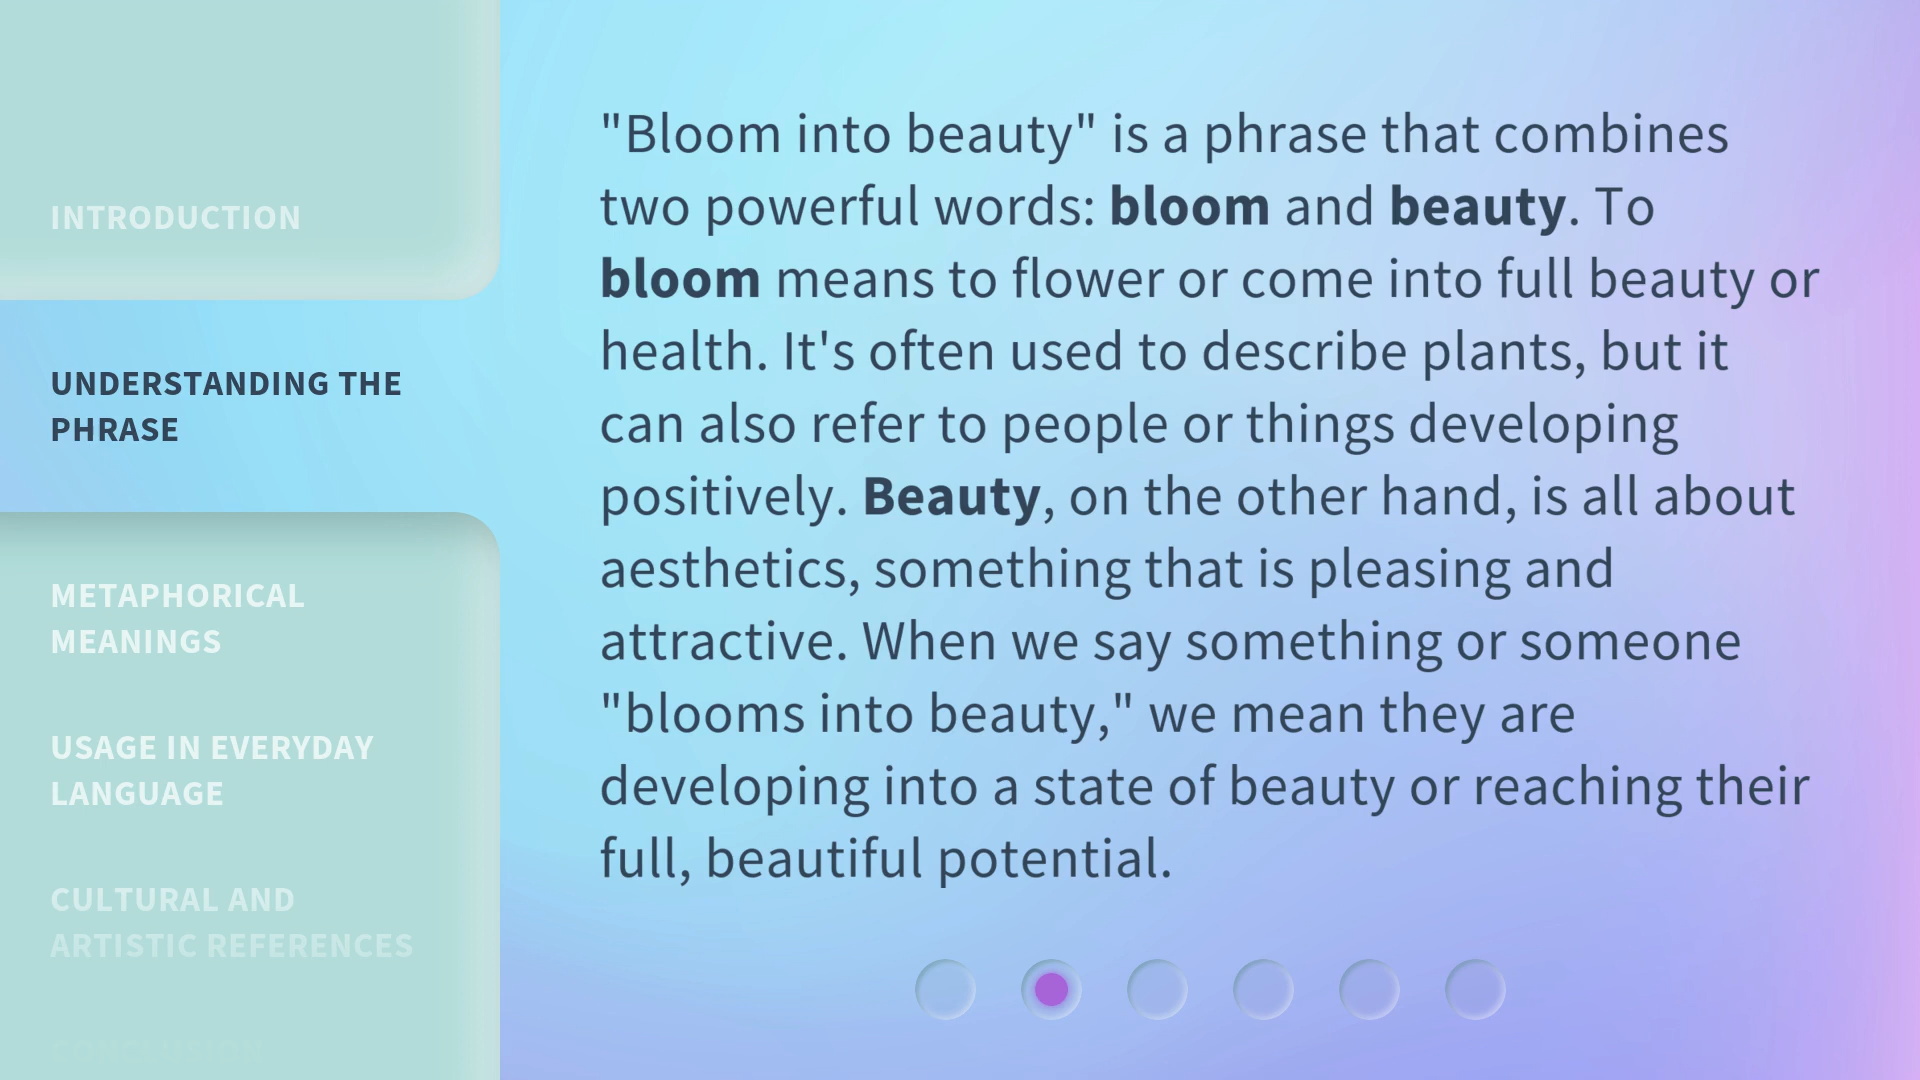 INTRODUCTION
UNDERSTANDING THE
PHRASE
METAPHORICAL
MEANINGS
USAGE IN EVERYDAY
LANGUAGE
CULTURAL AND
ARTISTIC REFERENCES
CONCLUSION
"Bloom into beauty" is a phrase that combines
two powerful words: bloom and beauty. To
bloom means to flower or come into full beauty or
health. It's often used to describe plants, but it
can also refer to people or things developing
positively. Beauty, on the other hand, is all about
aesthetics, something that is pleasing and
attractive. When we say something or someone
"blooms into beauty," we mean they are
developing into a state of beauty or reaching their
full, beautiful potential.